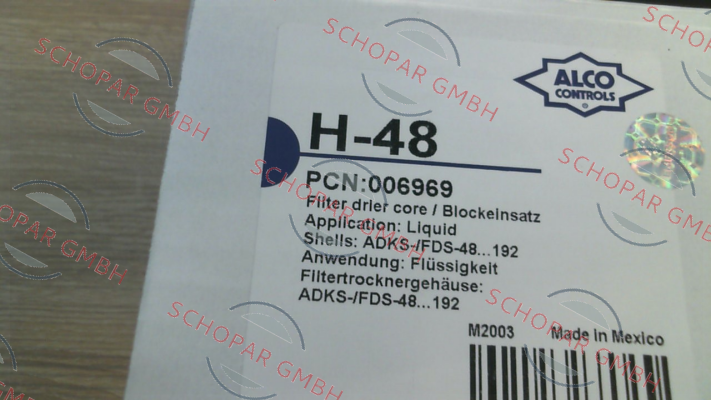 ALCO
CONTROLS
H-48
PCN:006969
Filter drier core / Blockeinsatz
Application: Liquid
Shells: ADKS-/FDS-48...192
Anwendung: Flüssigkeit
Filtertrocknergehäuse:
ADKS-/FDS-48...192
M2003 Made in Mexico
SCHOPAR GMBH
SCHOPAR GMBH
SCHOPAR GMBH
SCHOPAR GMBH
SCHOPAR GMBH
SCHOPAR GMBH
SCHOPAR GMBH